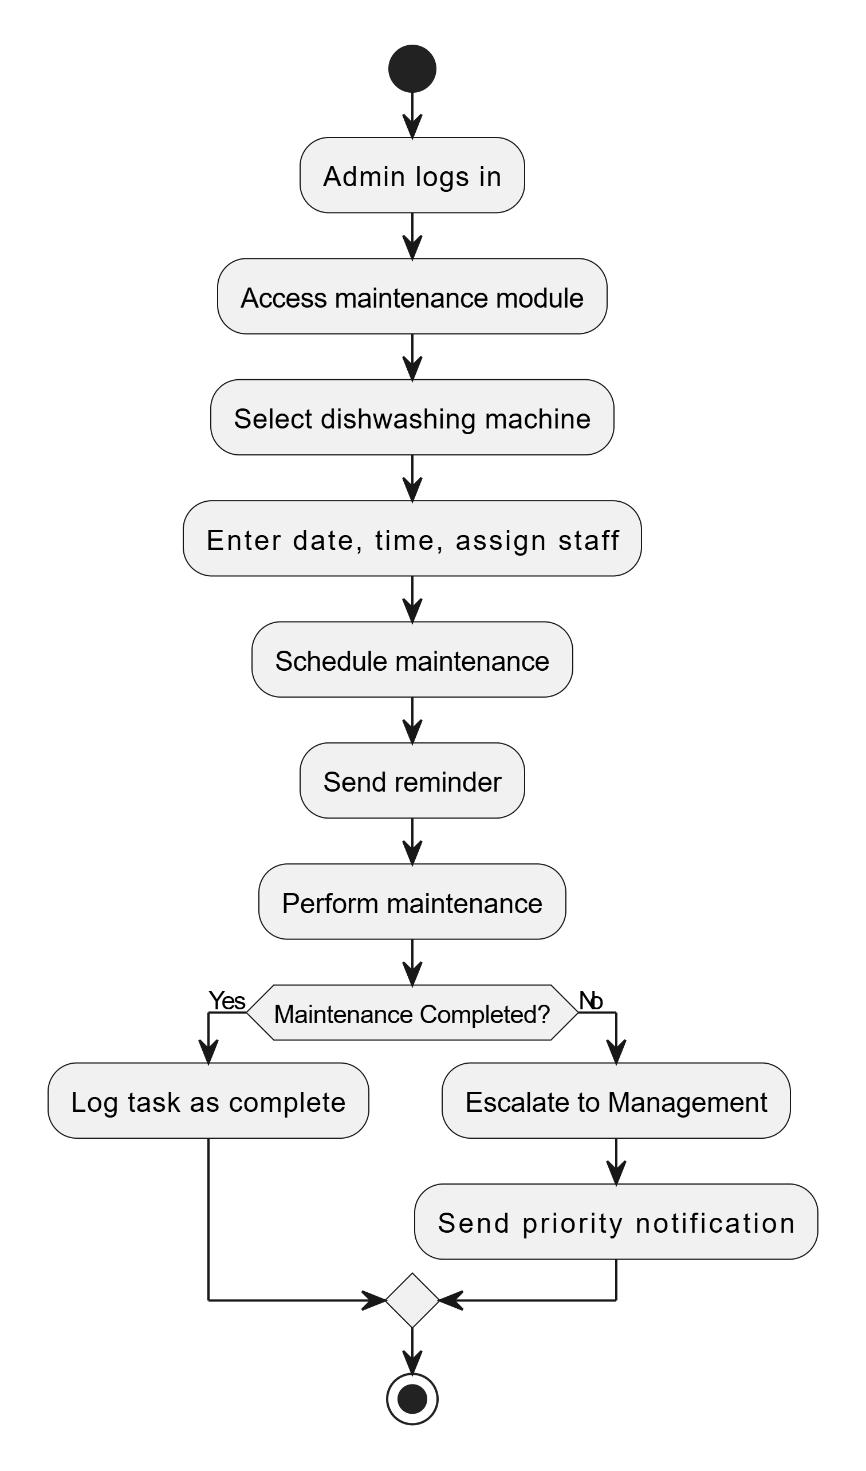 Admin logs in
Access maintenance module
Select dishwashing machine
Enter date, time, assign staff
Schedule maintenance
Send reminder
Perform maintenance
Yes
Maintenance Completed?
No
Log task as complete
Escalate to Management
Send priority notification